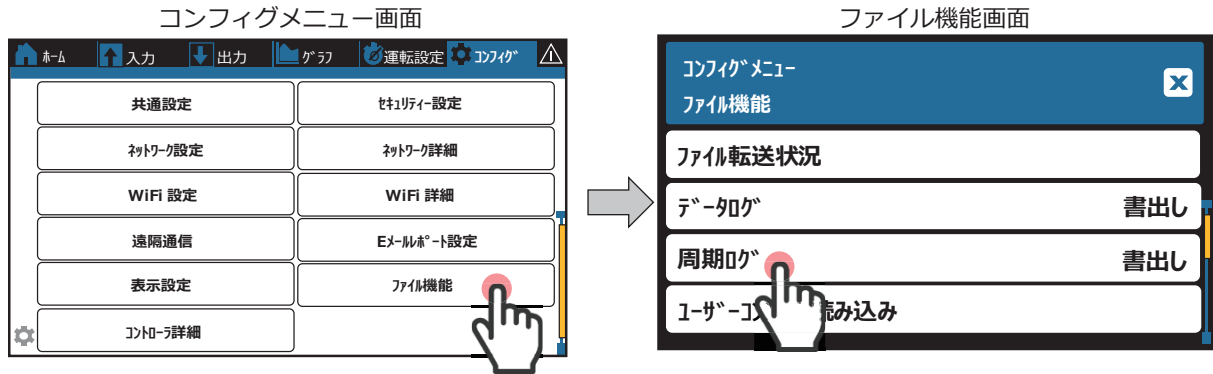 コンフィグメニュー画面
ﾎｰﾑ 入力 出力 ｸﾞﾗﾌ 運転設定 ｺﾝﾌｨｸﾞ
共通設定 ｾｷｭﾘﾃｨｰ設定
ﾈｯﾄﾜｰｸ設定 ﾈｯﾄﾜｰｸ詳細
WiFi 設定 WiFi 詳細
遠隔通信 Eﾒｰﾙﾚﾎﾟｰﾄ設定
表示設定 ﾌｧｲﾙ機能
ｺﾝﾄﾛｰﾗ詳細
ファイル機能画面
ｺﾝﾌｨｸﾞﾒﾆｭｰ
ﾌｧｲﾙ機能
ﾌｧｲﾙ転送状況
ﾃﾞｰﾀﾛｸﾞ 書出し
周期ﾛｸﾞ 書出し
ﾕｰｻﾞｰｺﾝ 読み込み